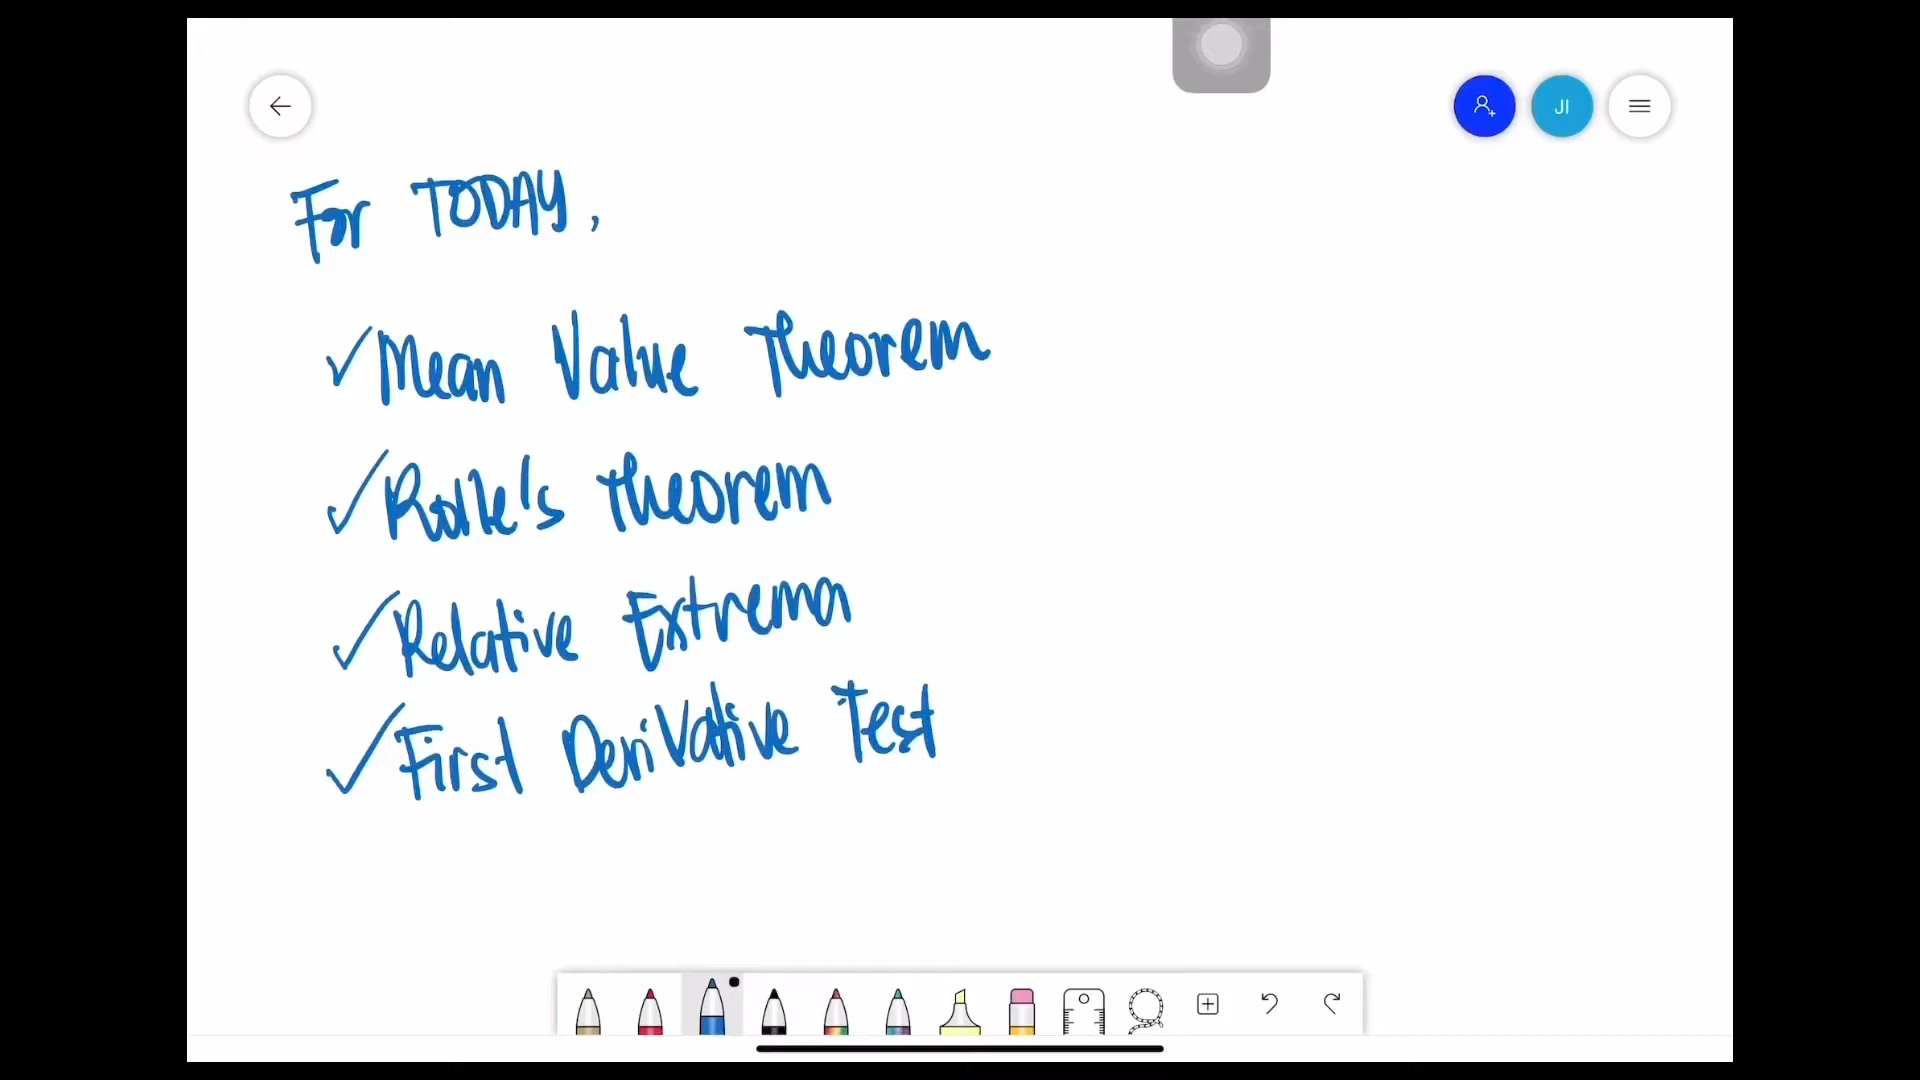 JI
For TODAY,
✓Mean Value Theorem
✓Rolle's Theorem
✓Relative Extrema
✓First Derivative Test